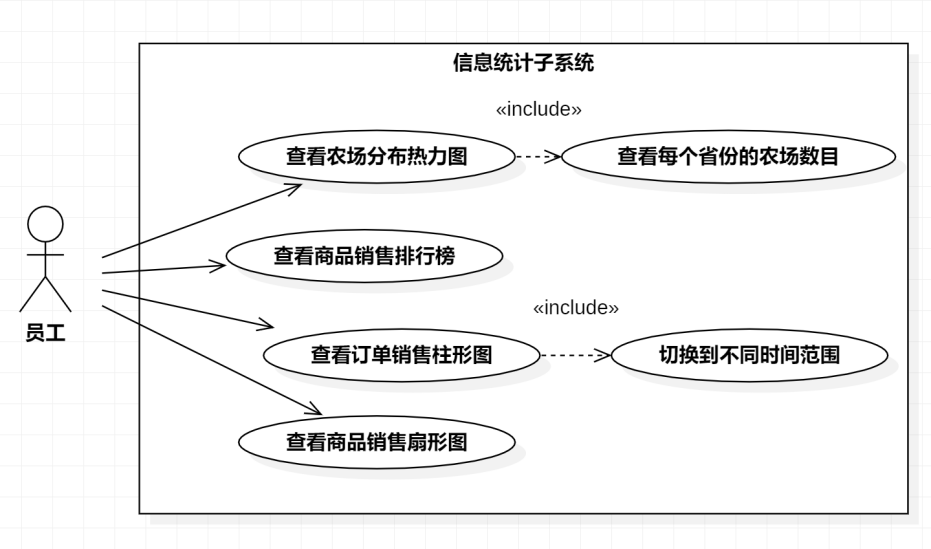 信息统计子系统
«include»
查看农场分布热力图
查看每个省份的农场数目
查看商品销售排行榜
员工
«include»
查看订单销售柱形图
切换到不同时间范围
查看商品销售扇形图